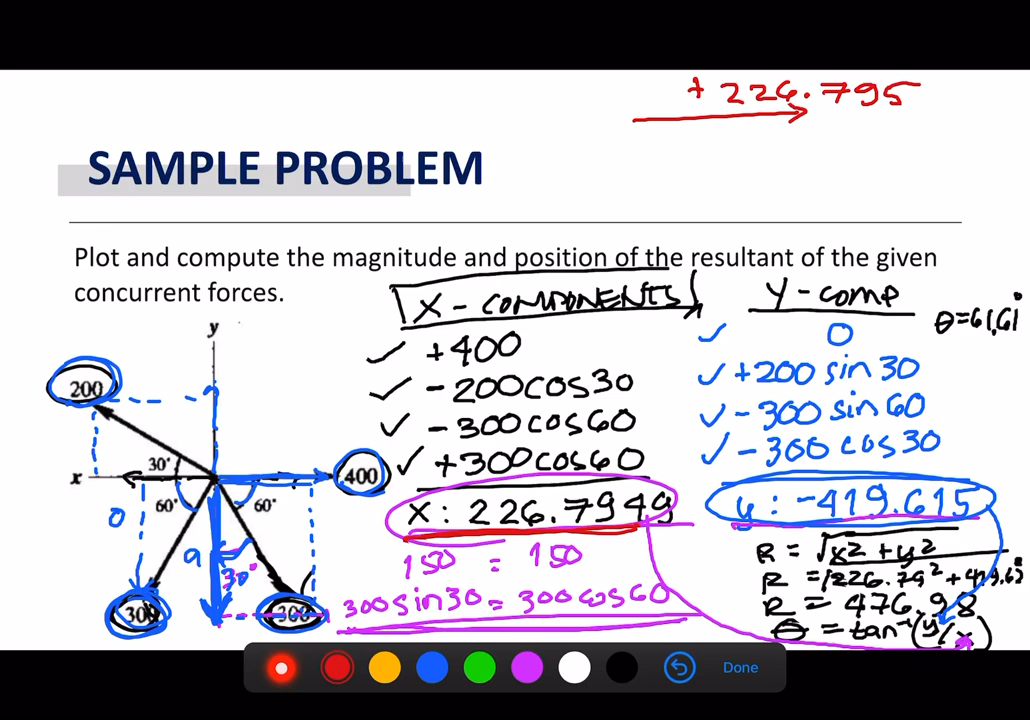 +226.795
SAMPLE PROBLEM
Plot and compute the magnitude and position of the resultant of the given
concurrent forces.
X - COMPONENTS
+400
-200cos30
-300cos60
+300cos60
x: 226.7949
150 = 150
300sin30 = 300cos60
Y-comp
0
+200 sin 30
-300 sin 60
-300 cos 30
y: -419.615
θ=61.61°
R = √x2 + y2
R = √226.79² + 419.62
R = 476.98
θ = tan⁻¹(y/x)
y
200
30°
x
400
60°
60°
30°
300
300
Done